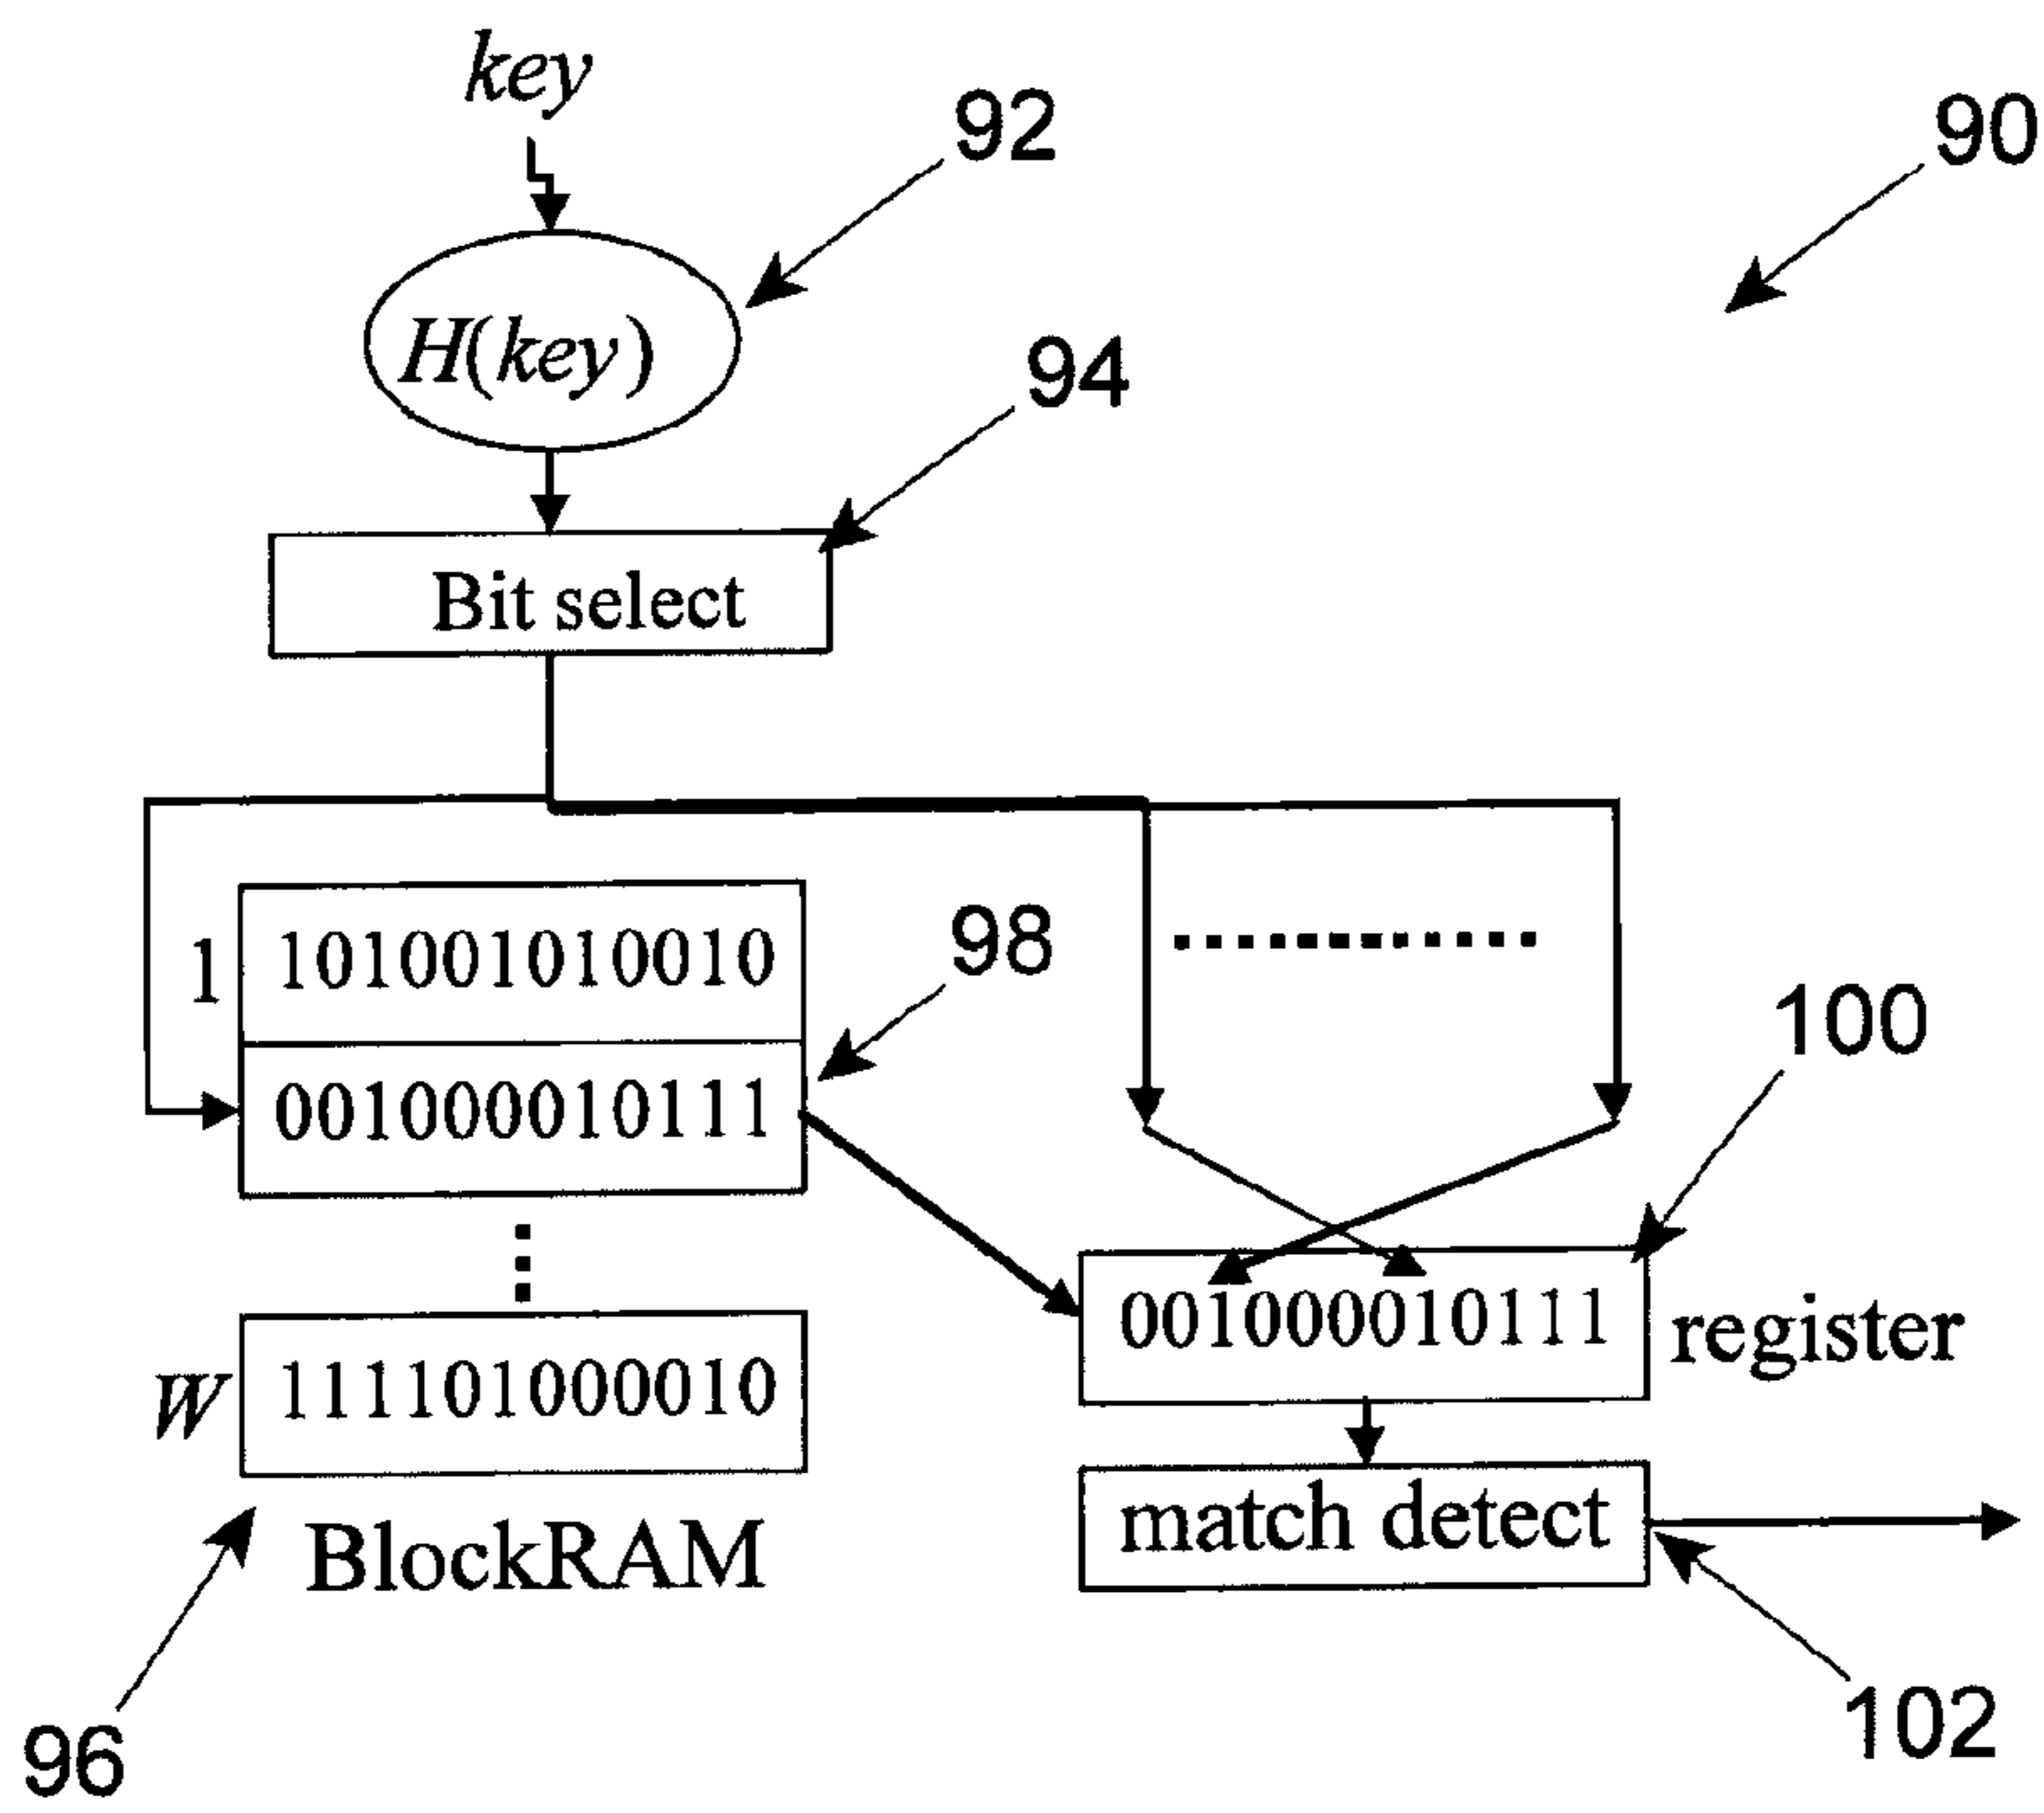 key
92
90
H(key)
94
Bit select
98
1 101001010010
100
001000010111
001000010111 register
W 111101000010
match detect
BlockRAM
96
102